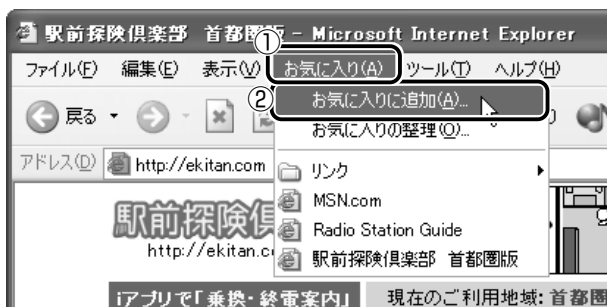 駅前探険倶楽部 首都圏版 - Microsoft Internet Explorer
①
ファイル(F) 編集(E) 表示(V) お気に入り(A) ツール(T) ヘルプ(H)
②
お気に入りに追加(A)...
戻る
お気に入りの整理(O)...
アドレス(D) http://ekitan.com
リンク
MSN.com
Radio Station Guide
駅前探険倶楽部 首都圏版
駅前探険倶
http://ekitan.c
iアプリで「乗換・終電案内」
現在のご利用地域: 首都圏